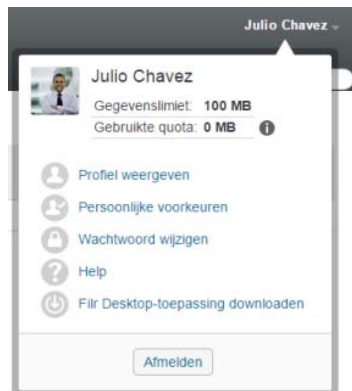 Julio Chavez
Julio Chavez
Gegevenslimiet: 100 MB
Gebruikte quota: 0 MB
Profiel weergeven
Persoonlijke voorkeuren
Wachtwoord wijzigen
Help
Filr Desktop-toepassing downloaden
Afmelden